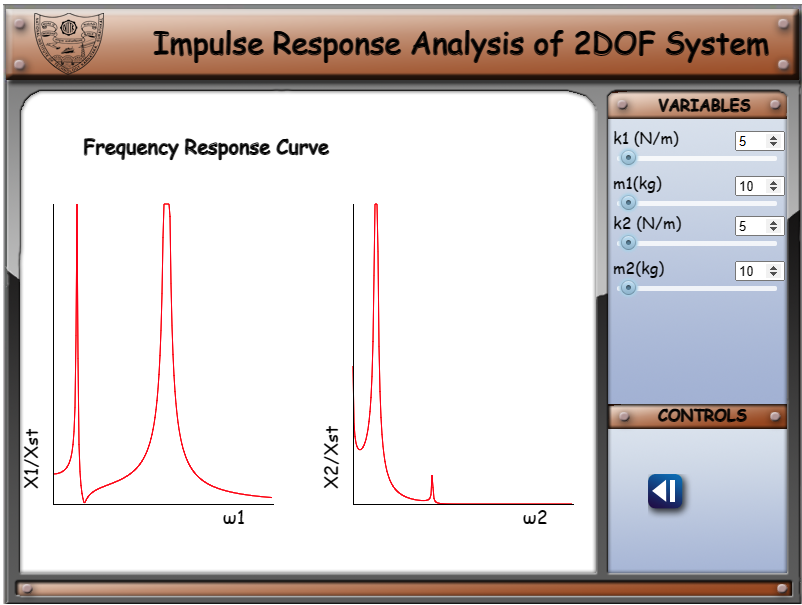 Impulse Response Analysis of 2DOF System
Frequency Response Curve
X1/Xst
ω1
X2/Xst
ω2
VARIABLES
k1 (N/m) 5
m1(kg) 10
k2 (N/m) 5
m2(kg) 10
CONTROLS